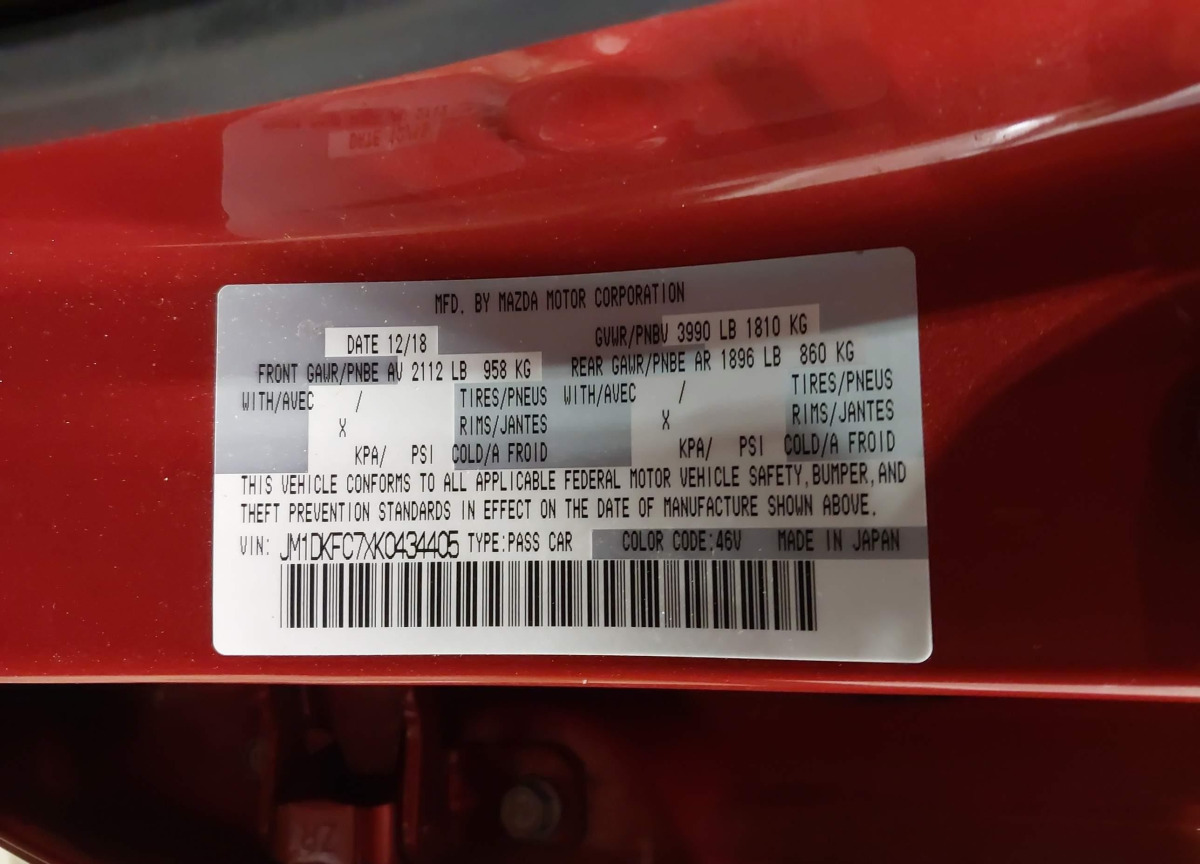 MFD. BY MAZDA MOTOR CORPORATION
DATE 12/18 GVWR/PNBV 3990 LB 1810 KG
FRONT GAWR/PNBE AV 2112 LB 958 KG REAR GAWR/PNBE AR 1896 LB 860 KG
WITH/AVEC / TIRES/PNEUS WITH/AVEC / TIRES/PNEUS
X RIMS/JANTES X RIMS/JANTES
KPA/ PSI COLD/A FROID KPA/ PSI COLD/A FROID
THIS VEHICLE CONFORMS TO ALL APPLICABLE FEDERAL MOTOR VEHICLE SAFETY, BUMPER, AND
THEFT PREVENTION STANDARDS IN EFFECT ON THE DATE OF MANUFACTURE SHOWN ABOVE.
VIN: JM1DKFC7XK0434405 TYPE:PASS CAR COLOR CODE:46V MADE IN JAPAN